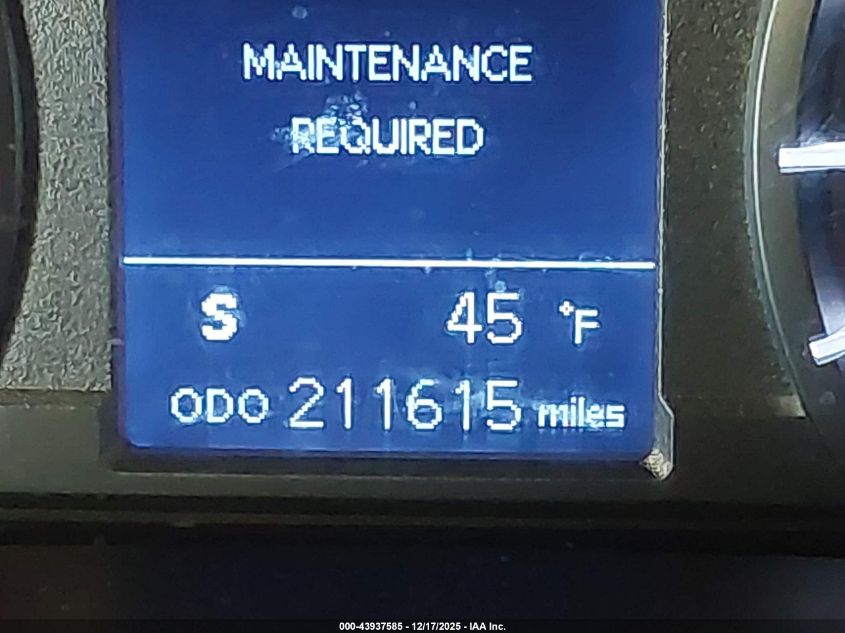 MAINTENANCE
REQUIRED
S 45 °F
ODO 211615 miles
000-43937585 - 12/17/2025 - IAA Inc.